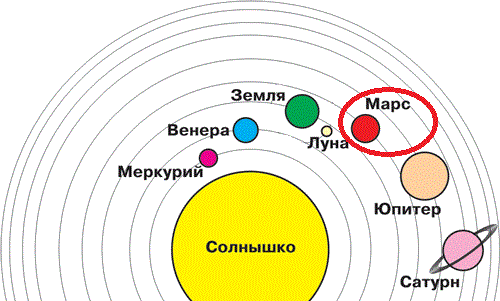 Земля
Марс
Венера
Луна
Меркурий
Юпитер
Солнышко
Сатурн